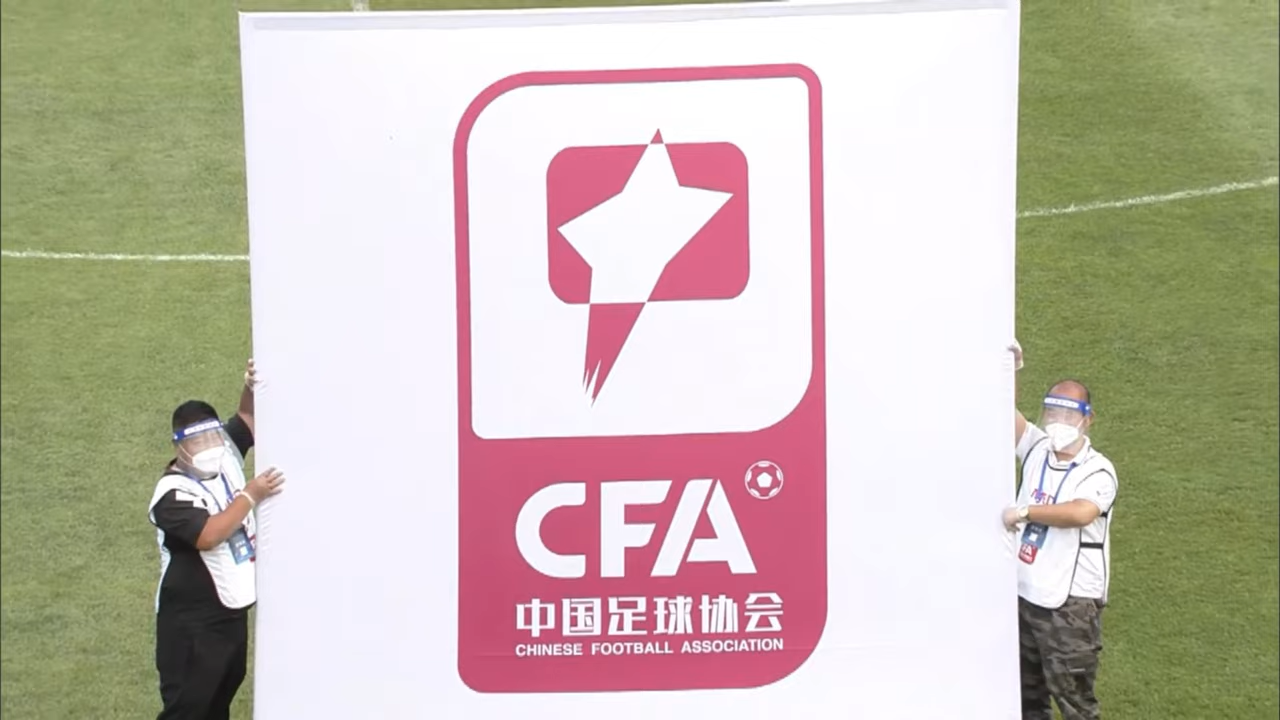 CFA
中国足球协会
CHINESE FOOTBALL ASSOCIATION